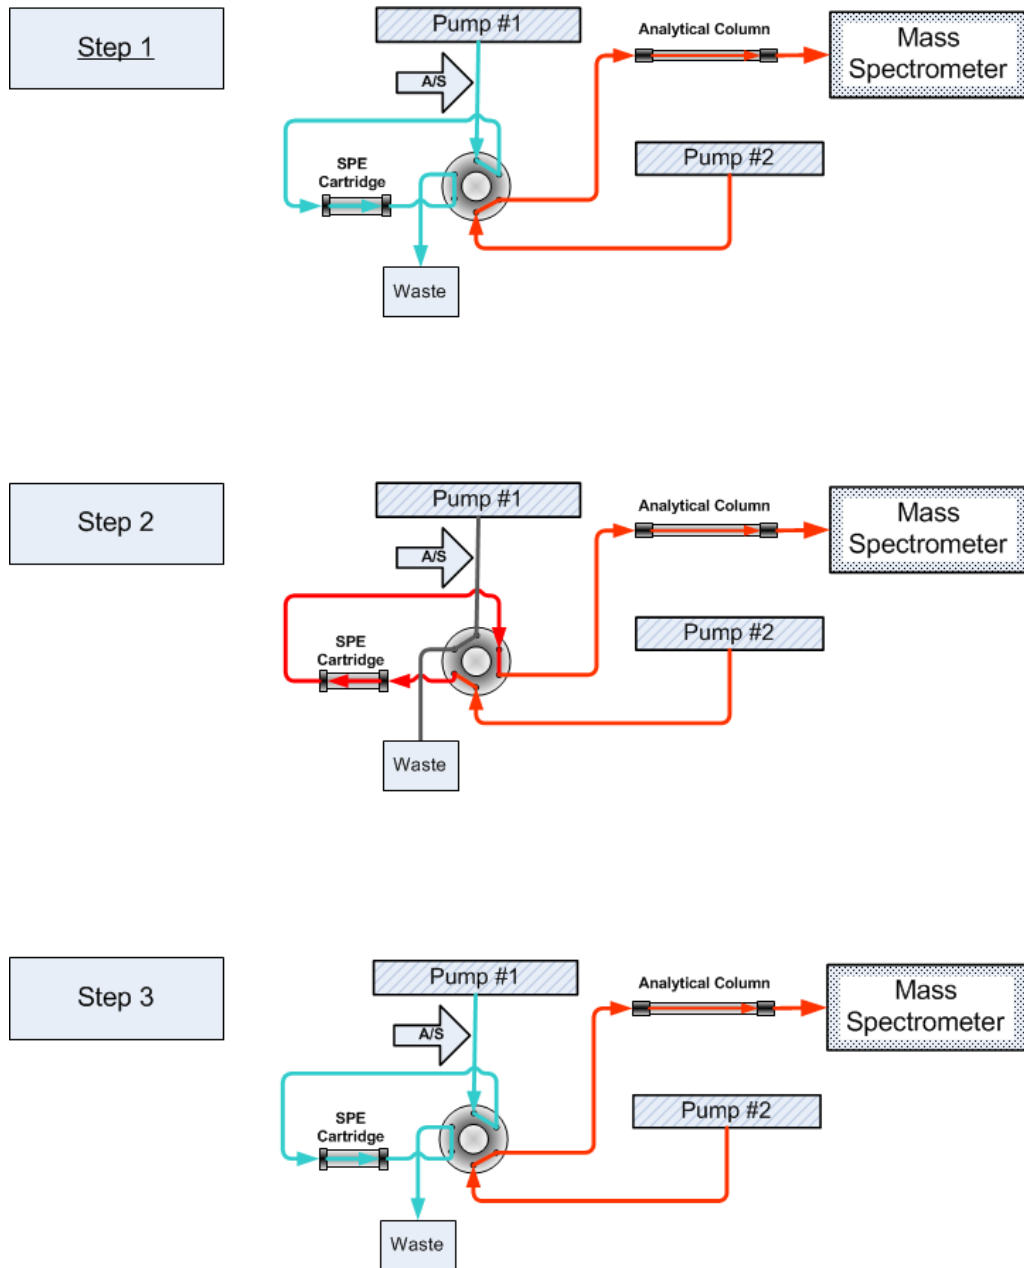 Step 1
Pump #1
A/S
Analytical Column
Mass
Spectrometer
SPE
Cartridge
Pump #2
Waste
Step 2
Pump #1
A/S
Analytical Column
Mass
Spectrometer
SPE
Cartridge
Pump #2
Waste
Step 3
Pump #1
A/S
Analytical Column
Mass
Spectrometer
SPE
Cartridge
Pump #2
Waste